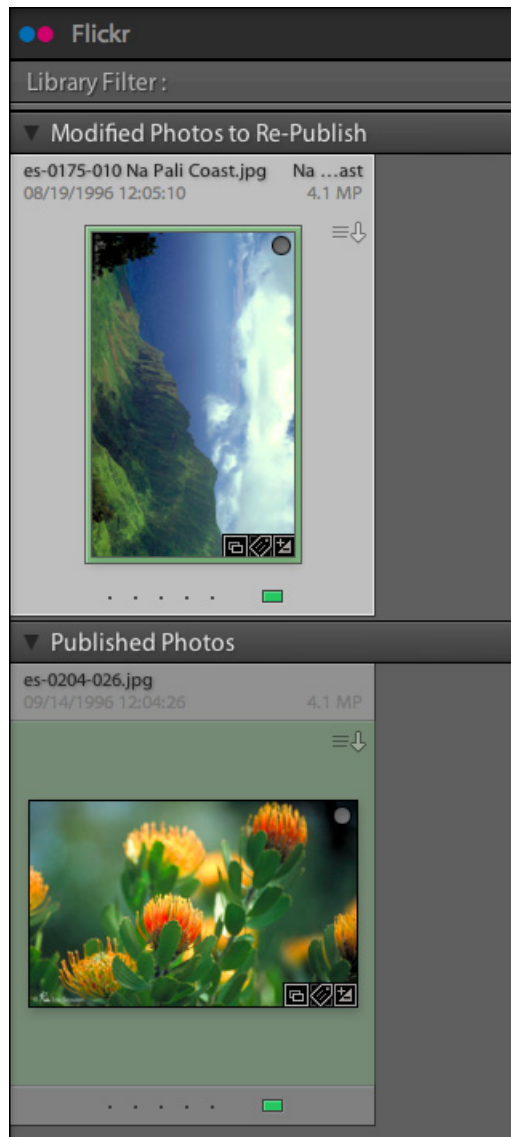 Flickr
Library Filter :
Modified Photos to Re-Publish
es-0175-010 Na Pali Coast.jpg Na ...ast
08/19/1996 12:05:10 4.1 MP
Published Photos
es-0204-026.jpg
09/14/1996 12:04:26 4.1 MP